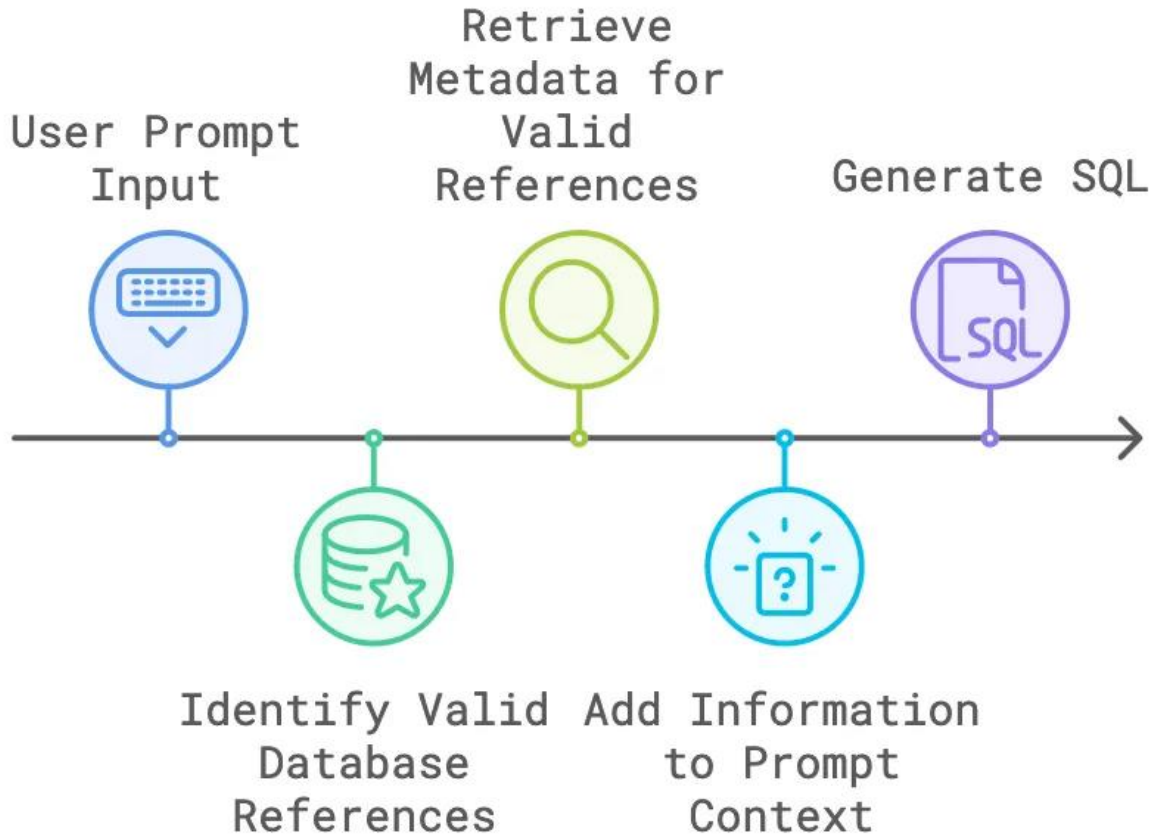 User Prompt
Input
Identify Valid
Database
References
Retrieve
Metadata for
Valid
References
?
Add Information
to Prompt
Context
Generate SQL
SQL